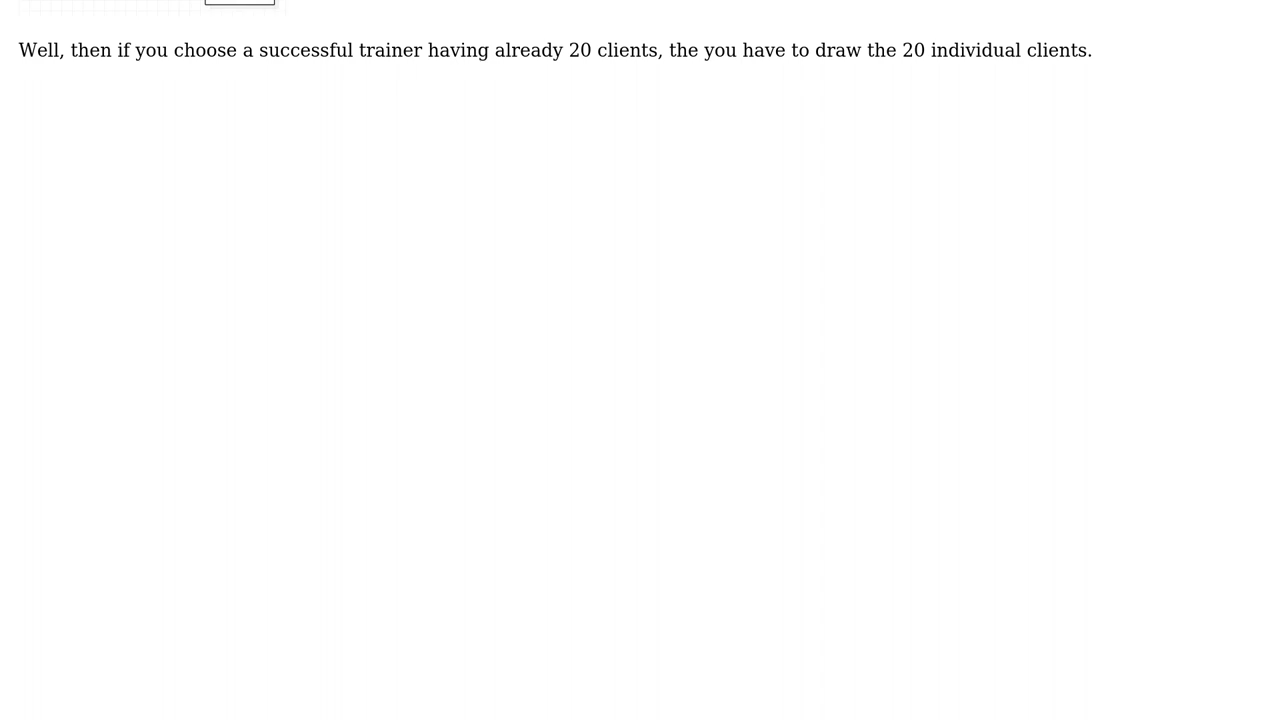 Well, then if you choose a successful trainer having already 20 clients, the you have to draw the 20 individual clients.